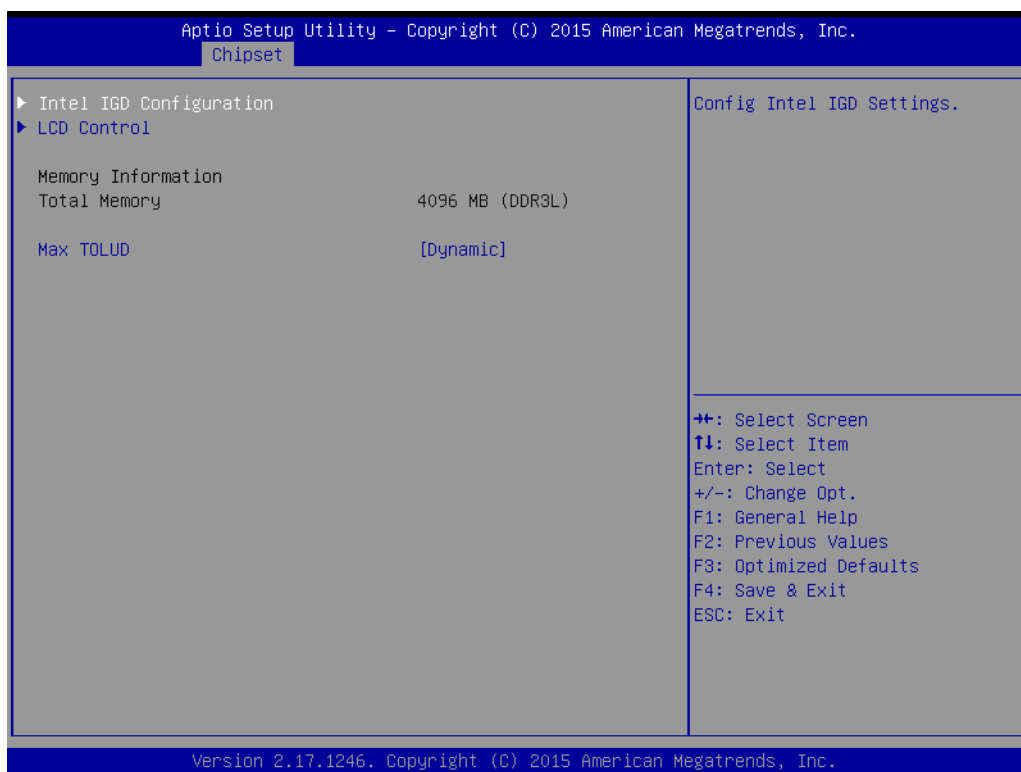 Aptio Setup Utility – Copyright (C) 2015 American Megatrends, Inc.
Chipset
▶ Intel IGD Configuration
▶ LCD Control
Memory Information
Total Memory 4096 MB (DDR3L)
Max TOLUD [Dynamic]
Config Intel IGD Settings.
→←: Select Screen
↑↓: Select Item
Enter: Select
+/-: Change Opt.
F1: General Help
F2: Previous Values
F3: Optimized Defaults
F4: Save & Exit
ESC: Exit
Version 2.17.1246. Copyright (C) 2015 American Megatrends, Inc.